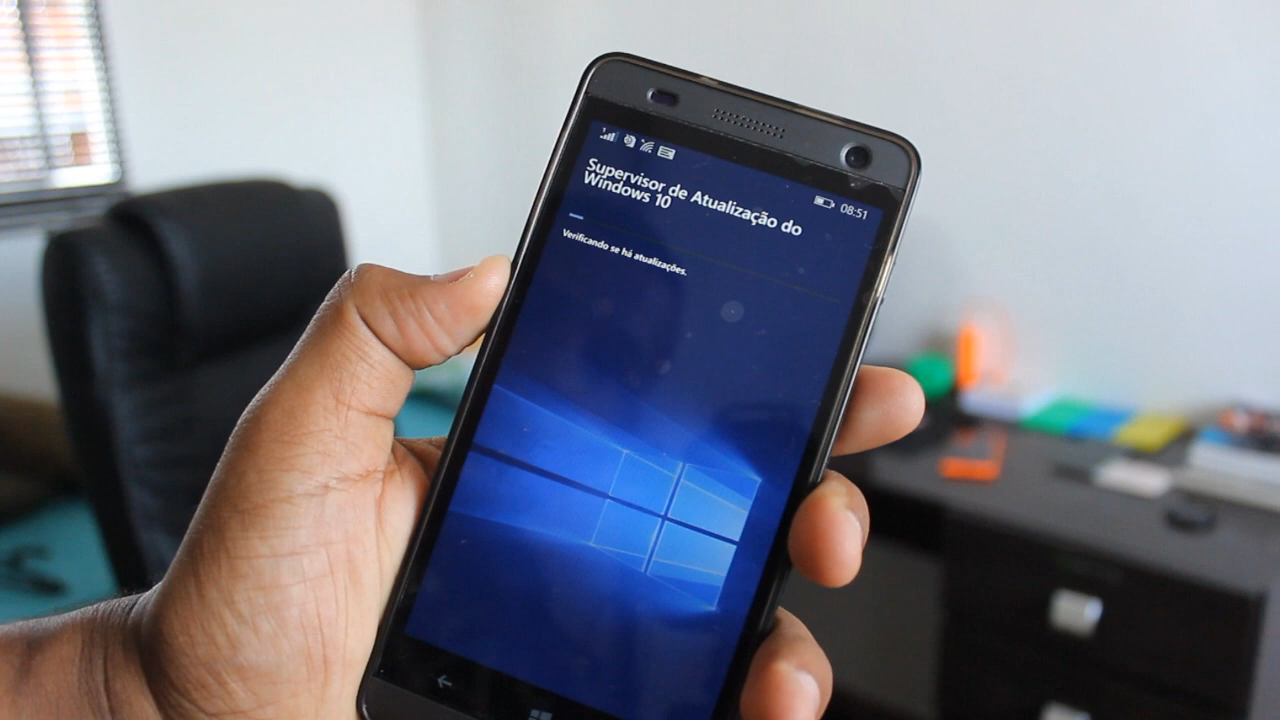 08:51
Supervisor de Atualização do
Windows 10
Verificando se há atualizações.